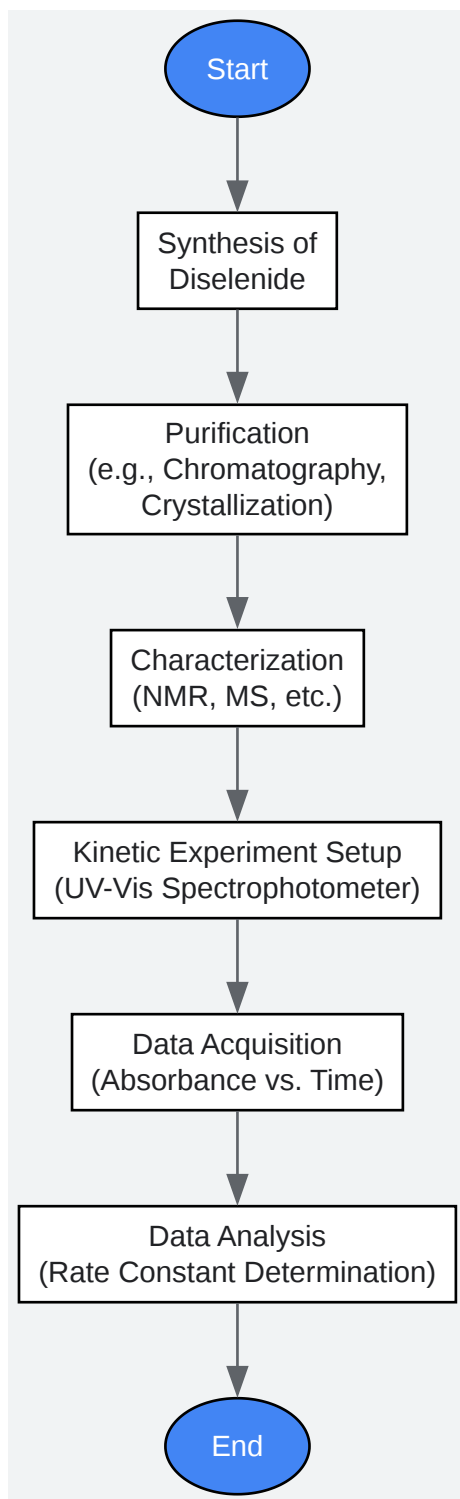 Start
Synthesis of
Diselenide
Purification
(e.g., Chromatography,
Crystallization)
Characterization
(NMR, MS, etc.)
Kinetic Experiment Setup
(UV-Vis Spectrophotometer)
Data Acquisition
(Absorbance vs. Time)
Data Analysis
(Rate Constant Determination)
End